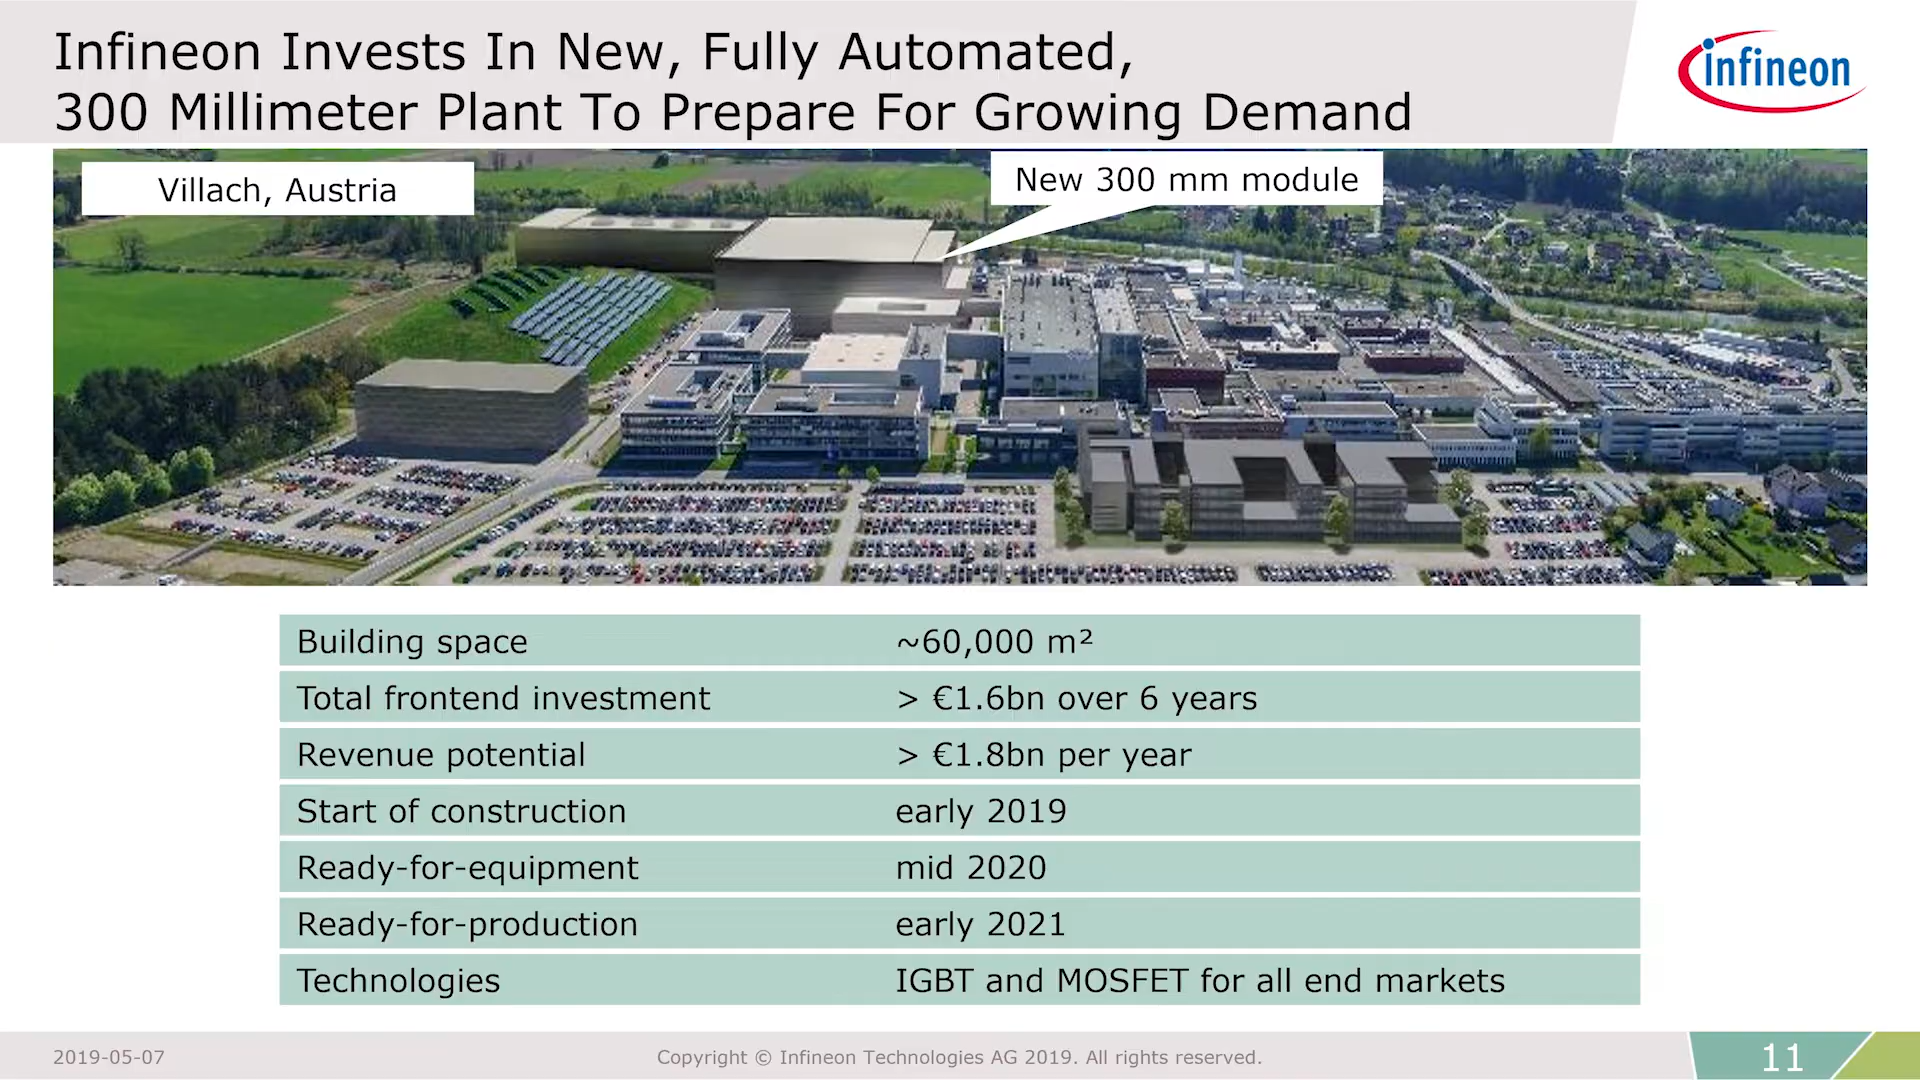 Infineon Invests In New, Fully Automated,
300 Millimeter Plant To Prepare For Growing Demand
infineon
Villach, Austria
New 300 mm module
Building space ~60,000 m²
Total frontend investment > €1.6bn over 6 years
Revenue potential > €1.8bn per year
Start of construction early 2019
Ready-for-equipment mid 2020
Ready-for-production early 2021
Technologies IGBT and MOSFET for all end markets
2019-05-07 Copyright © Infineon Technologies AG 2019. All rights reserved. 11